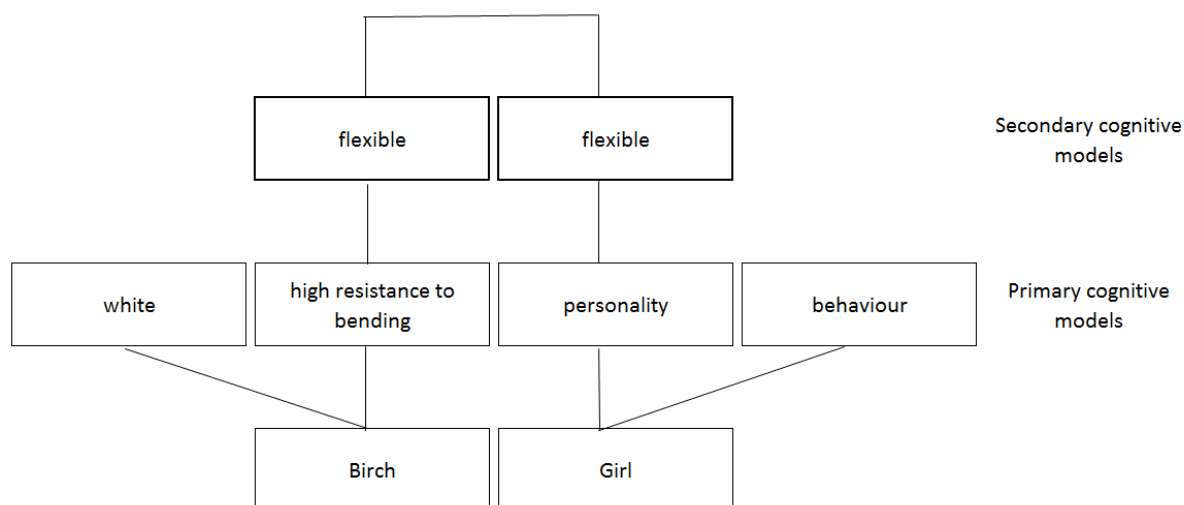 flexible
flexible
Secondary cognitive
models
white
high resistance to
bending
personality
behaviour
Primary cognitive
models
Birch
Girl